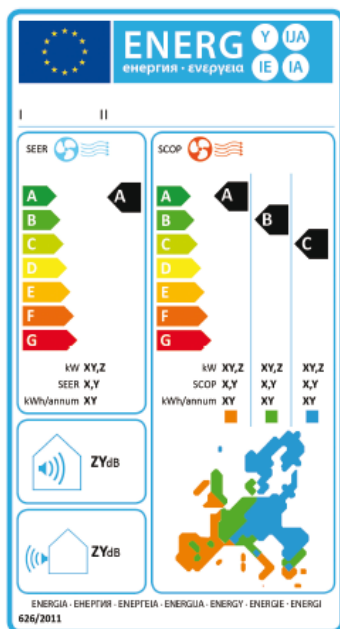 ENERG Y IJA
енергия · ενεργεια IE IA
I II
SEER
A A
B
C
D
E
F
G
kW XY,Z
SEER X,Y
kWh/annum XY
SCOP
A A
B B
C C
D
E
F
G
kW XY,Z XY,Z XY,Z
SCOP X,Y X,Y X,Y
kWh/annum XY XY XY
ZYdB
ZYdB
ENERGIA · ЕНЕРГИЯ · ΕΝΕΡΓΕΙΑ · ENERGIJA · ENERGY · ENERGIE · ENERGI
626/2011